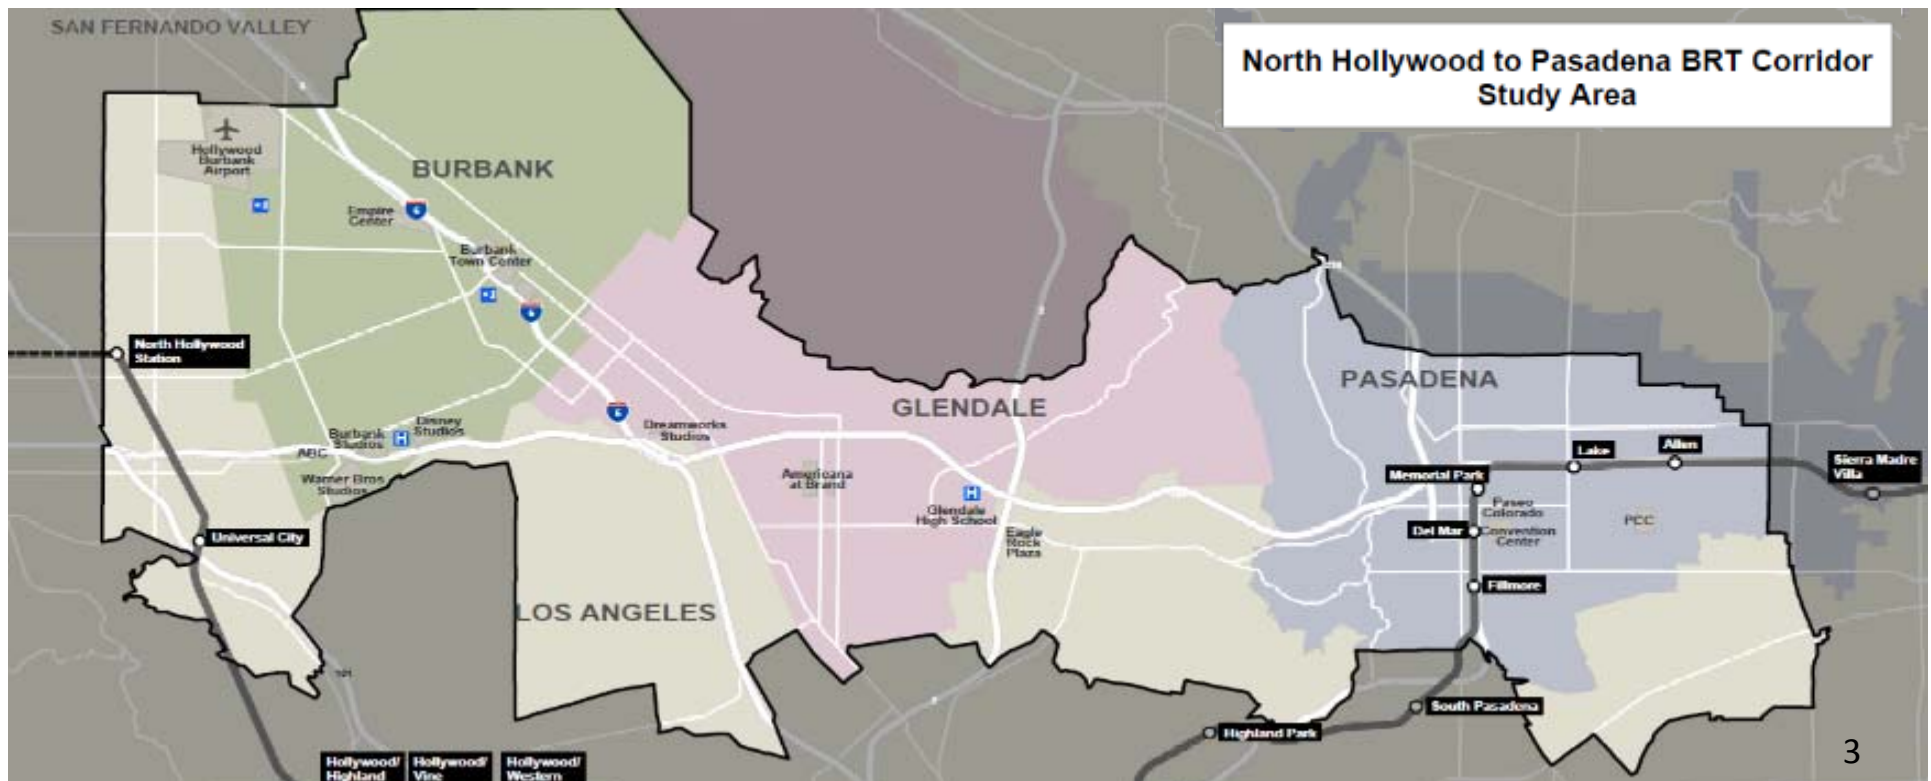 SAN FERNANDO VALLEY
North Hollywood to Pasadena BRT Corridor
Study Area
Hollywood
Burbank
Airport
BURBANK
Empire
Center
Burbank
Town Center
North Hollywood
Station
GLENDALE
PASADENA
Disney
Studios
Burbank
Studios
ABC
Warner Bros
Studios
H
Dreamworks
Studios
Americana
at Brand
H
Glendale
High School
Eagle
Rock
Plaza
Memorial Park
Lake
Allen
Sierra Madre
Villa
Paseo
Colorado
Del Mar
Convention
Center
PCC
Fillmore
Universal City
LOS ANGELES
101
South Pasadena
Highland Park
Hollywood/
Highland
Hollywood/
Vine
Hollywood/
Western
3